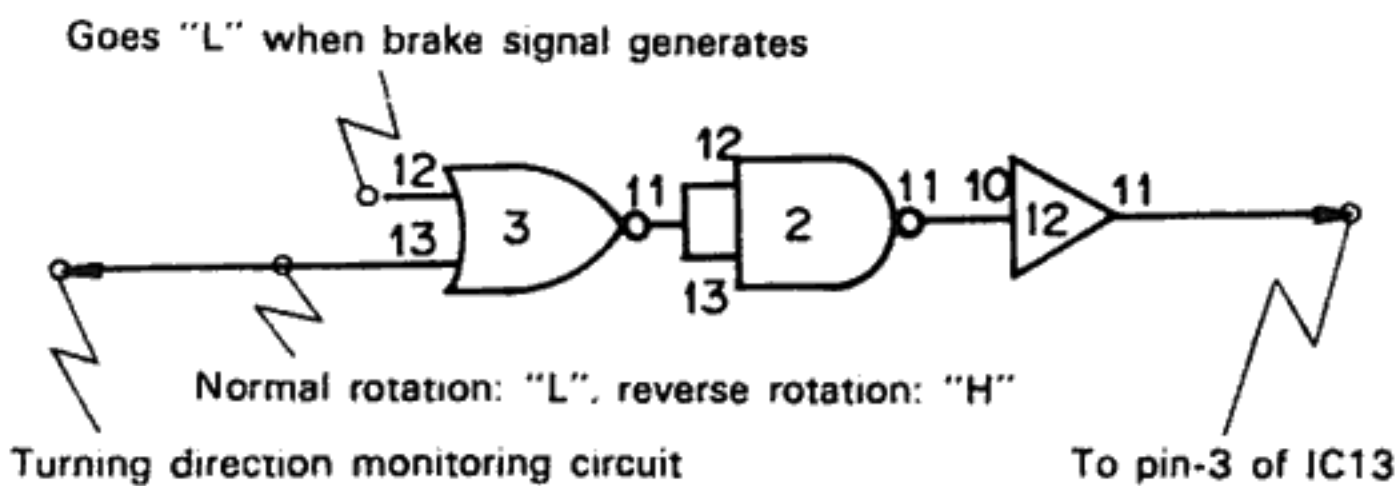 Goes "L" when brake signal generates
12
13
3
11
12
13
2
11
10
12
11
Normal rotation: "L", reverse rotation: "H"
Turning direction monitoring circuit
To pin-3 of IC13